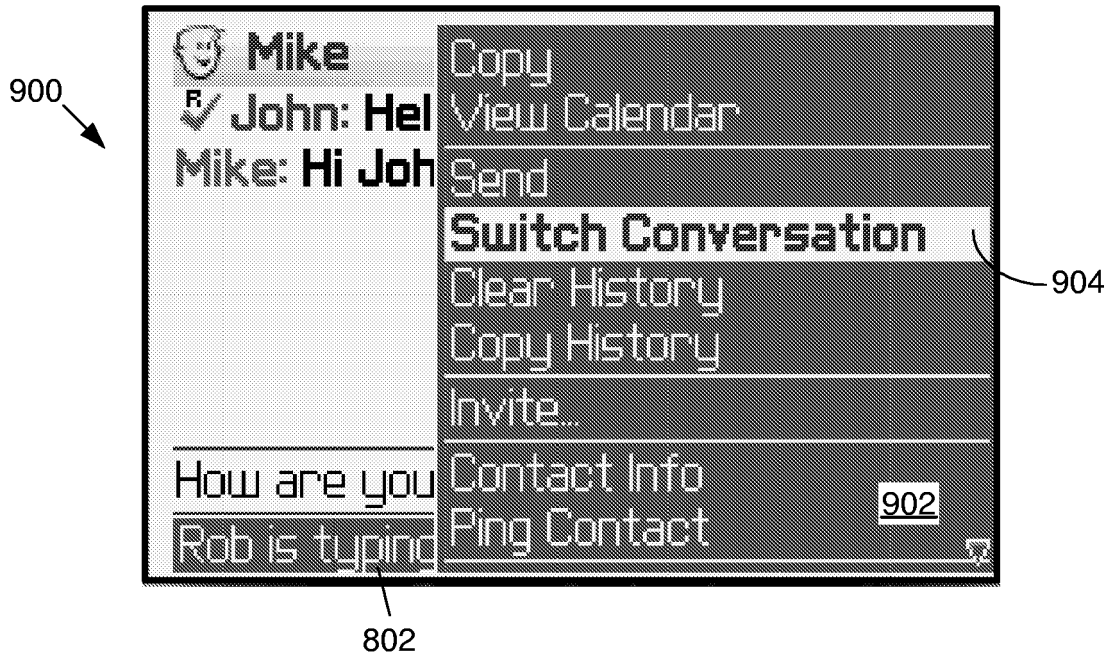 Mike
R John: Hel
Mike: Hi Joh
How are you
Rob is typing
Copy
View Calendar
Send
Switch Conversation
Clear History
Copy History
Invite...
Contact Info
Ping Contact
900
902
904
802